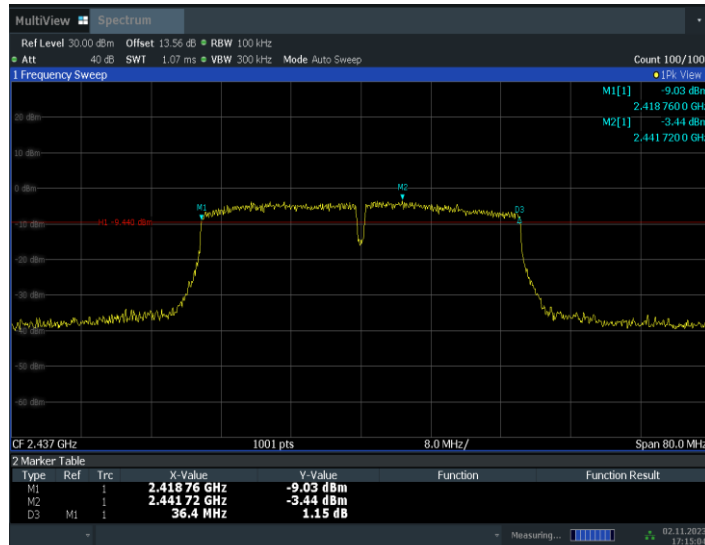 MultiView Spectrum
Ref Level 30.00 dBm Offset 13.56 dB RBW 100 kHz
Att 40 dB SWT 1.07 ms VBW 300 kHz Mode Auto Sweep Count 100/100
1 Frequency Sweep 1Pk View
M1[1] -9.03 dBm
2.418 760 0 GHz
M2[1] -3.44 dBm
2.441 720 0 GHz
20 dBm
10 dBm
0 dBm
M2
M1
D3
-10 dBm
H1 -9.440 dBm
-20 dBm
-30 dBm
-40 dBm
-50 dBm
-60 dBm
CF 2.437 GHz 1001 pts 8.0 MHz/ Span 80.0 MHz
2 Marker Table
Type Ref Trc X-Value Y-Value Function Function Result
M1 1 2.418 76 GHz -9.03 dBm
M2 1 2.441 72 GHz -3.44 dBm
D3 M1 1 36.4 MHz 1.15 dB
Measuring... 02.11.2023
17:15:04